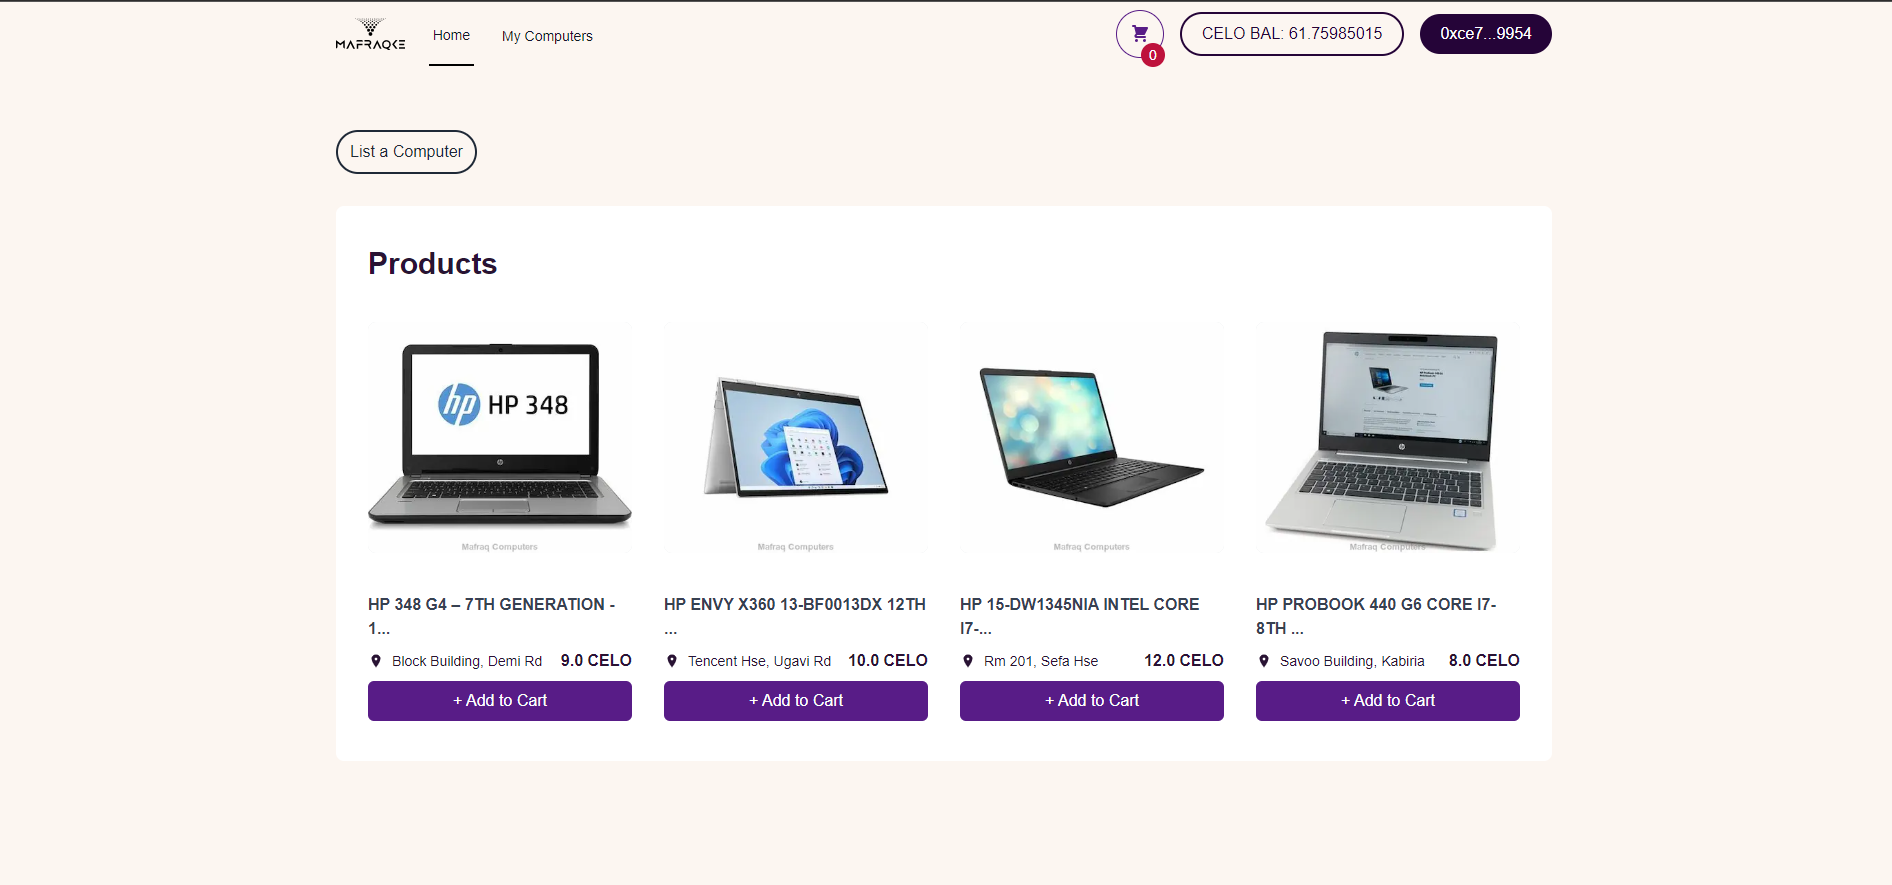 MAFRAQKE
Home
My Computers
0
CELO BAL: 61.75985015
0xce7...9954
List a Computer
Products
hp HP 348
hp
Mafraq Computers
Mafraq Computers
Mafraq Computers
Mafraq Computers
HP 348 G4 – 7TH GENERATION -
1...
Block Building, Demi Rd
9.0 CELO
+ Add to Cart
HP ENVY X360 13-BF0013DX 12TH
...
Tencent Hse, Ugavi Rd
10.0 CELO
+ Add to Cart
HP 15-DW1345NIA INTEL CORE
I7-...
Rm 201, Sefa Hse
12.0 CELO
+ Add to Cart
HP PROBOOK 440 G6 CORE I7-
8TH ...
Savoo Building, Kabiria
8.0 CELO
+ Add to Cart